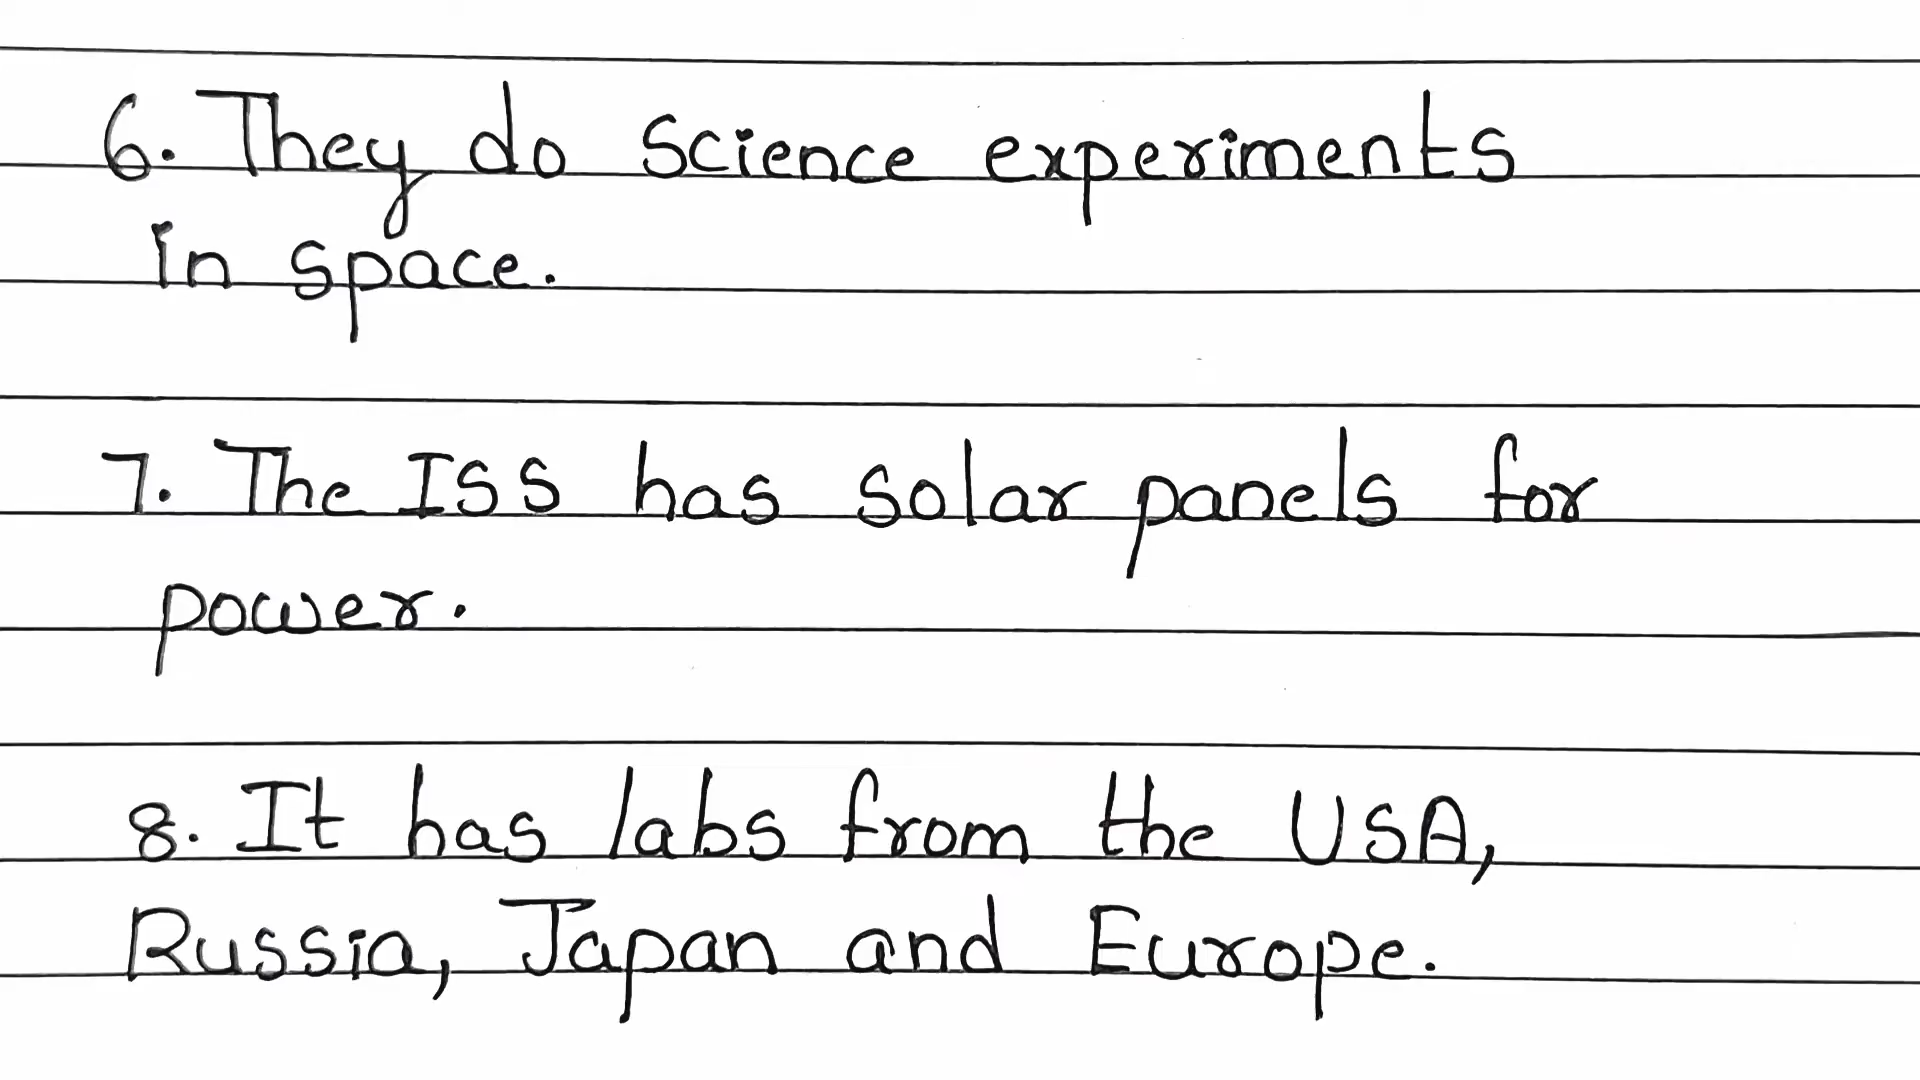 6. They do science experiments
in space.
7. The ISS has solar panels for
power.
8. It has labs from the USA,
Russia, Japan and Europe.